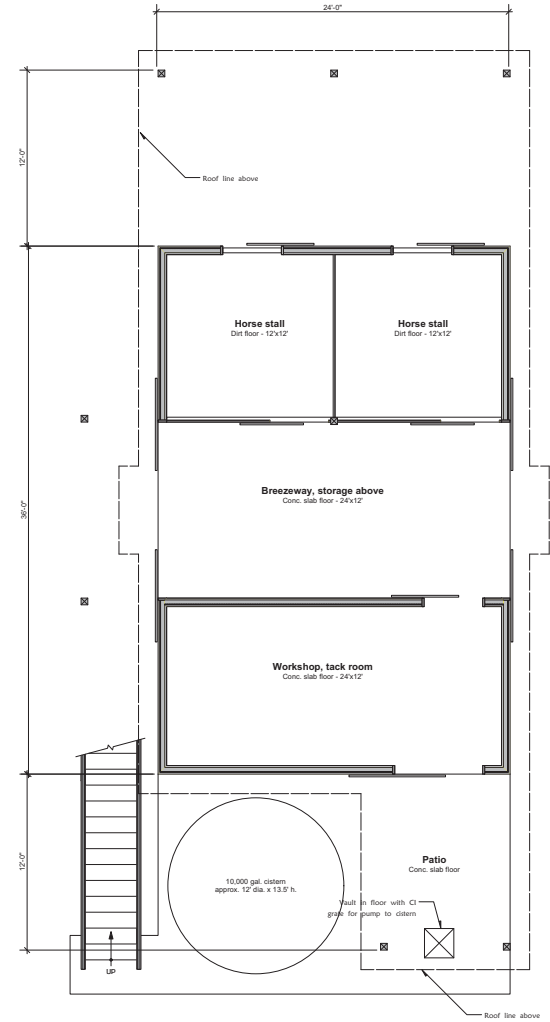 24'-0"
12'-0"
Roof line above
Horse stall
Dirt floor - 12'x12'
Horse stall
Dirt floor - 12'x12'
36'-0"
Breezeway, storage above
Conc. slab floor - 24'x12'
Workshop, tack room
Conc. slab floor - 24'x12'
12'-0"
Patio
Conc. slab floor
10,000 gal. cistern
approx. 12' dia. x 13.5' h.
Vault in floor with CI
grate for pump to cistern
UP
Roof line above